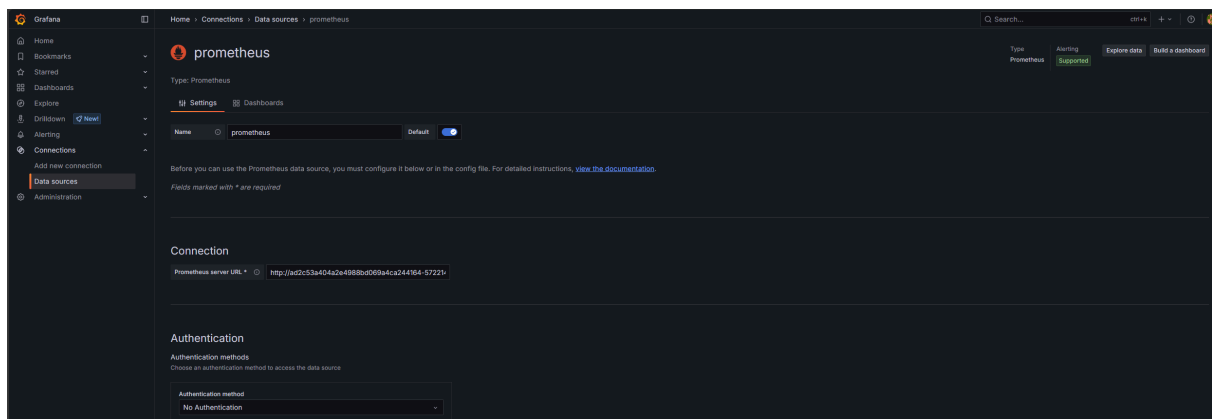 Grafana
Home › Connections › Data sources › prometheus
Search...
ctrl+k
Home
Bookmarks
Starred
Dashboards
Explore
Drilldown New!
Alerting
Connections
Add new connection
Data sources
Administration
prometheus
Type
Prometheus
Alerting
Supported
Explore data
Build a dashboard
Type: Prometheus
Settings
Dashboards
Name
prometheus
Default
Before you can use the Prometheus data source, you must configure it below or in the config file. For detailed instructions, view the documentation.
Fields marked with * are required
Connection
Prometheus server URL *
http://ad2c53a404a2e4988bd069a4ca244164-57221
Authentication
Authentication methods
Choose an authentication method to access the data source
Authentication method
No Authentication